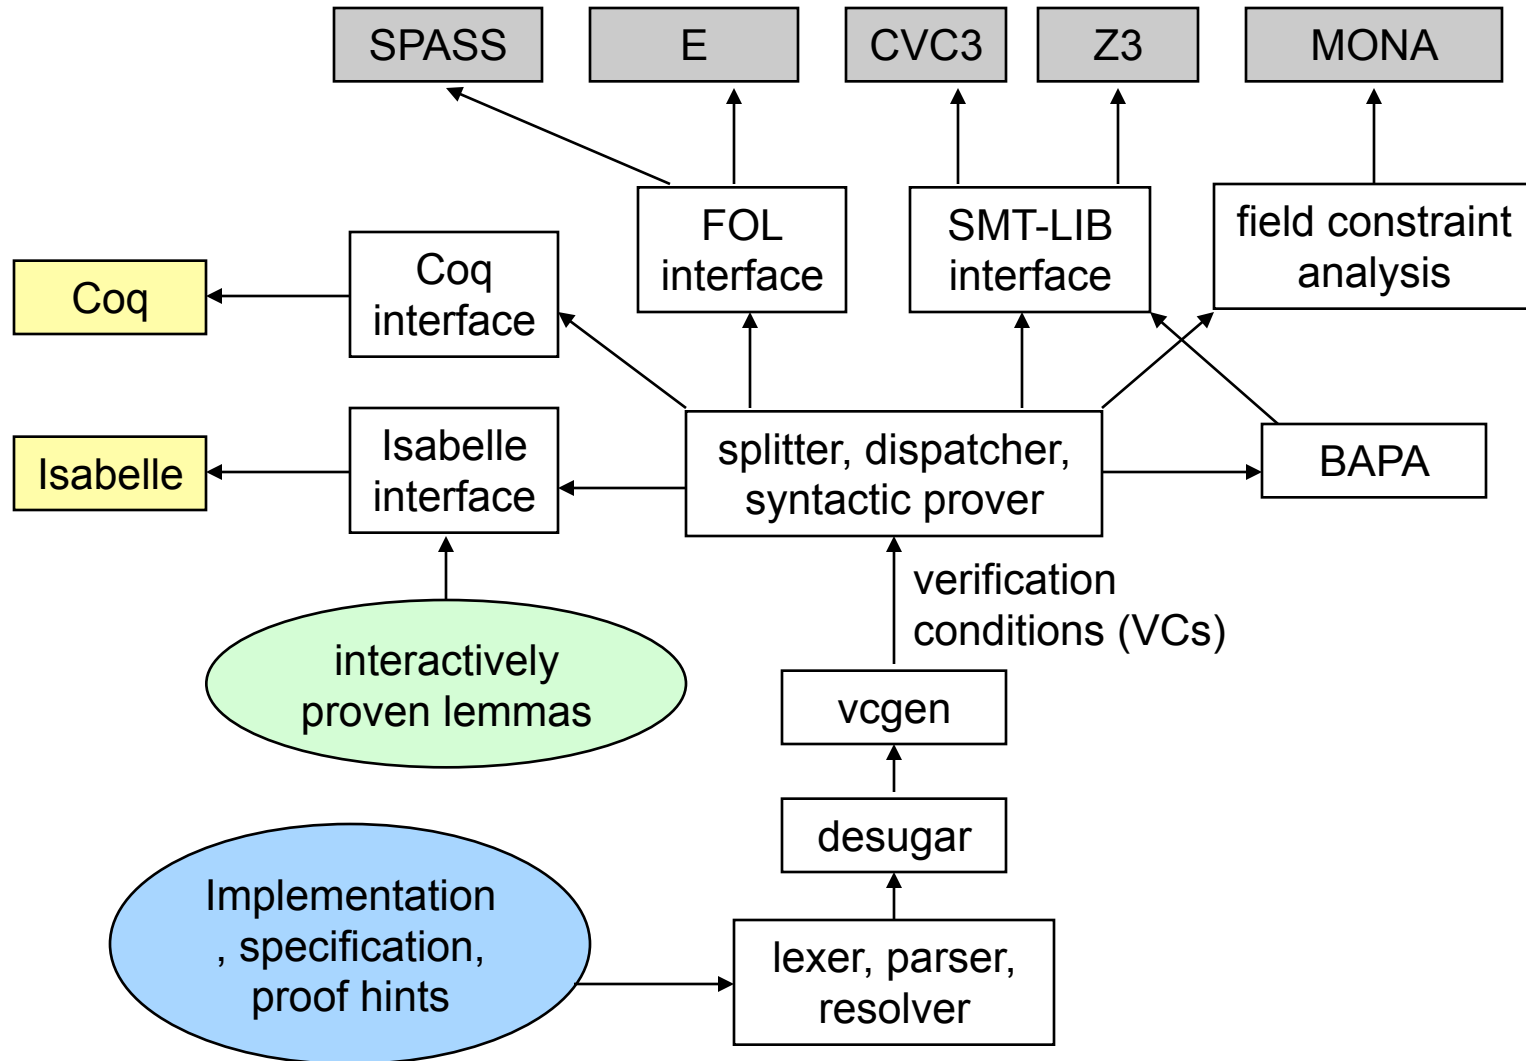 SPASS
E
CVC3
Z3
MONA
FOL
interface
SMT-LIB
interface
field constraint
analysis
Coq
Coq
interface
Isabelle
Isabelle
interface
splitter, dispatcher,
syntactic prover
BAPA
verification
conditions (VCs)
interactively
proven lemmas
vcgen
desugar
Implementation
, specification,
proof hints
lexer, parser,
resolver